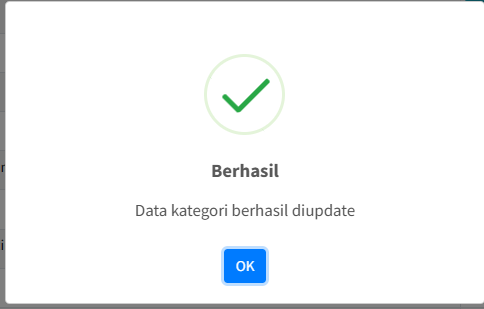 Berhasil
Data kategori berhasil diupdate
OK